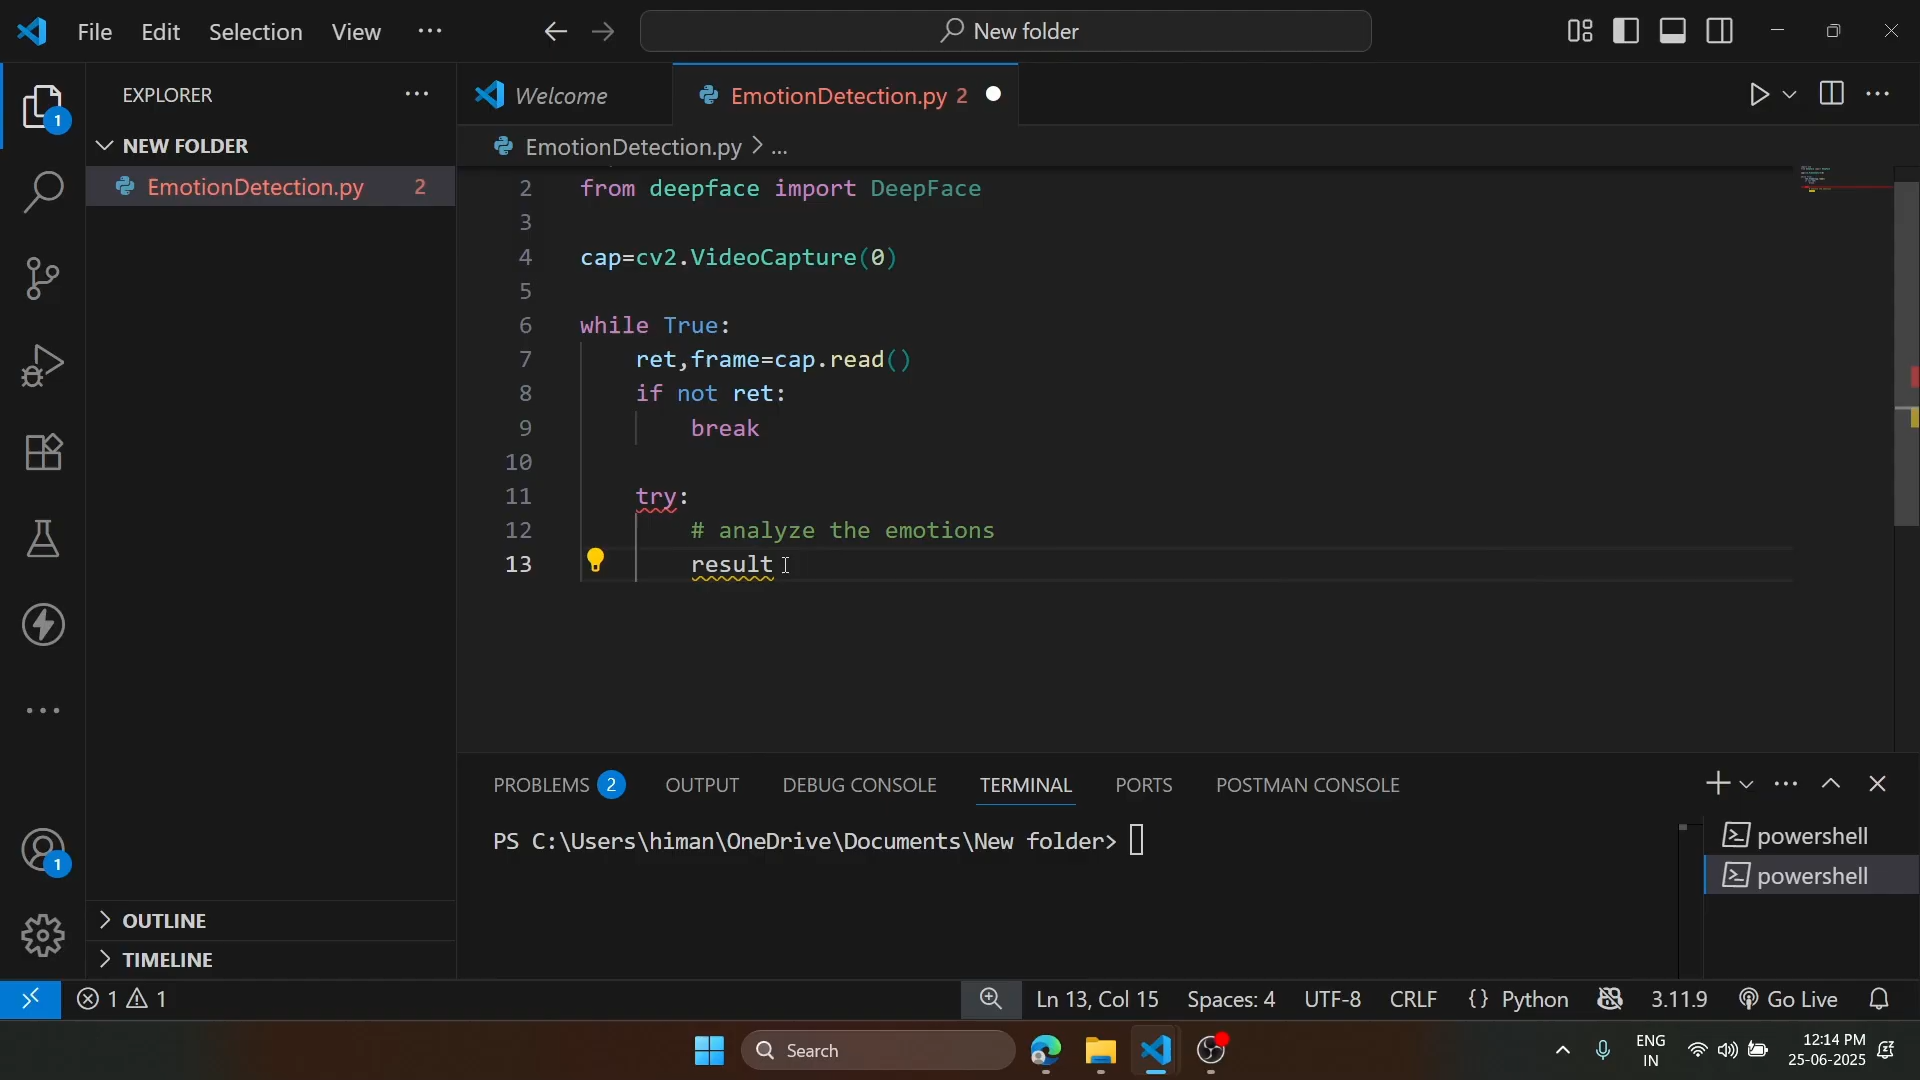 File Edit Selection View ... New folder
EXPLORER ...
Welcome EmotionDetection.py 2
NEW FOLDER
EmotionDetection.py > ...
EmotionDetection.py 2
2 from deepface import DeepFace
3
4 cap=cv2.VideoCapture(0)
5
6 while True:
7 ret,frame=cap.read()
8 if not ret:
9 break
10
11 try:
12 # analyze the emotions
13 result
PROBLEMS 2 OUTPUT DEBUG CONSOLE TERMINAL PORTS POSTMAN CONSOLE
PS C:\Users\himan\OneDrive\Documents\New folder>
powershell
powershell
1
1
OUTLINE
TIMELINE
1 1 Ln 13, Col 15 Spaces: 4 UTF-8 CRLF {} Python 3.11.9 Go Live
Search
ENG
IN
12:14 PM
25-06-2025